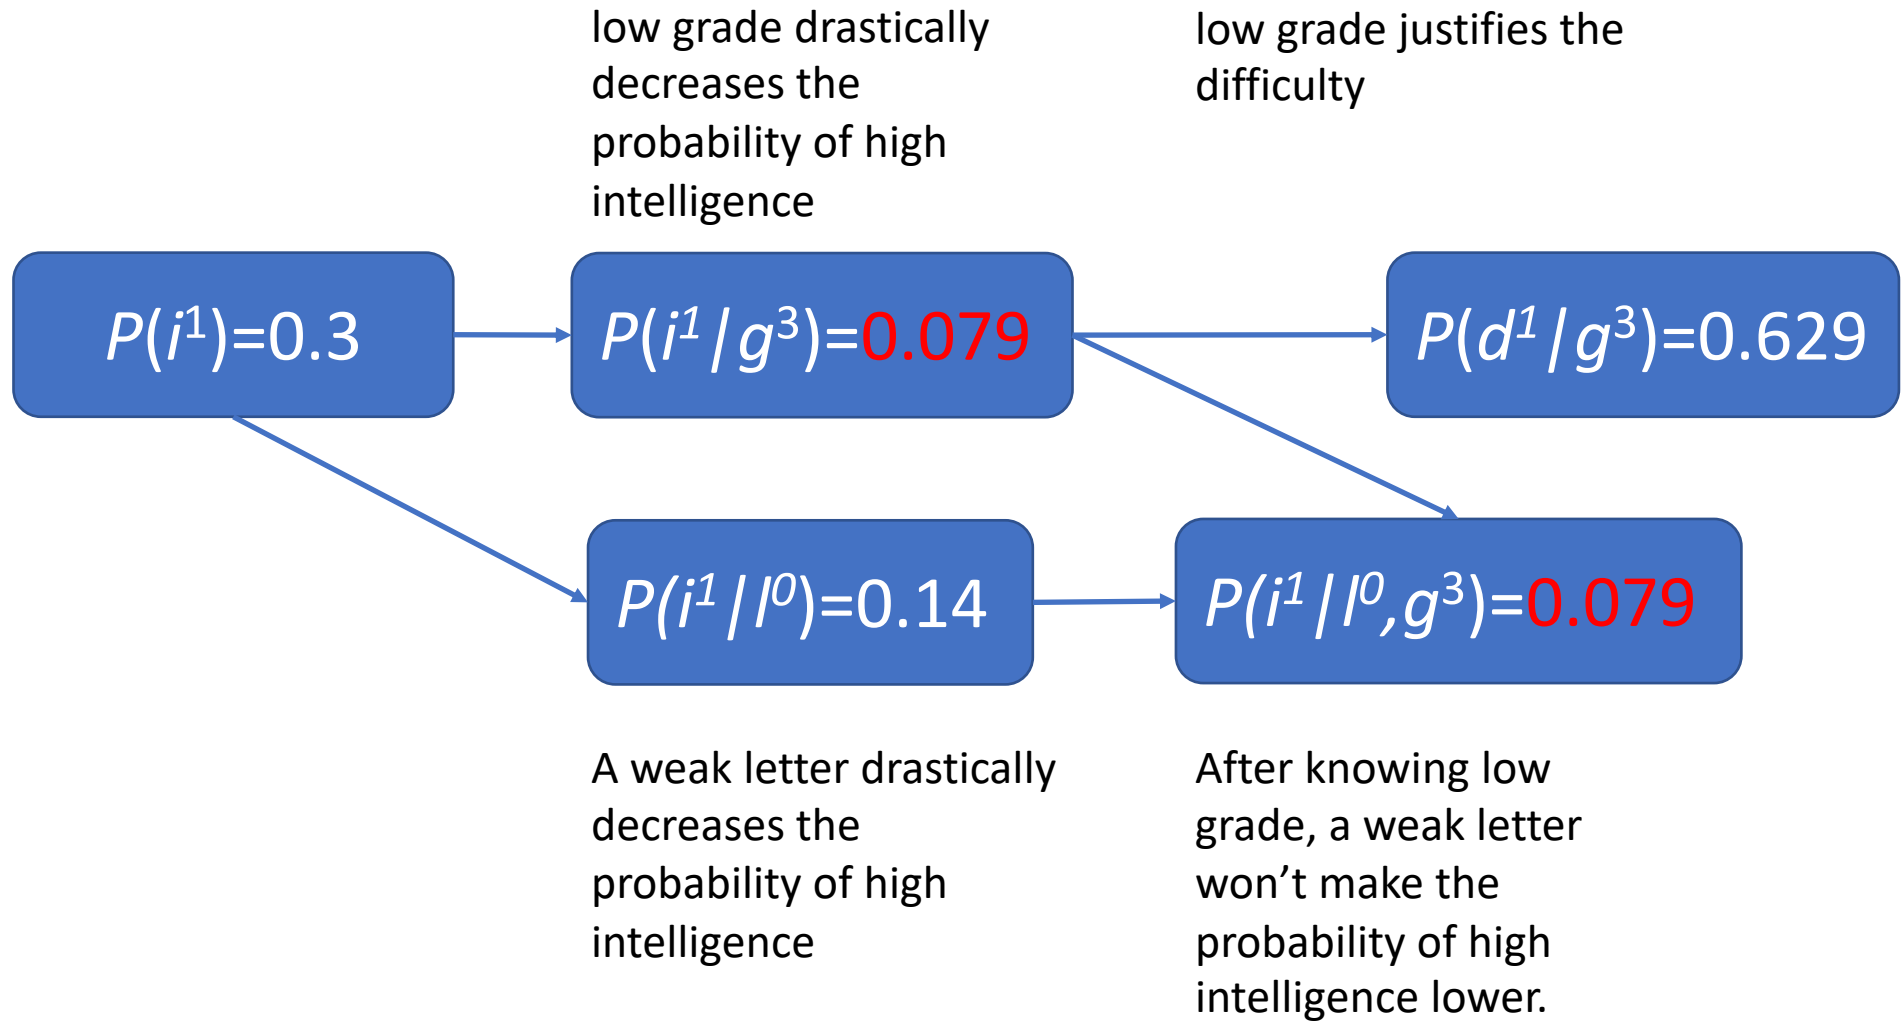 low grade drastically
decreases the
probability of high
intelligence
low grade justifies the
difficulty
P(i¹)=0.3
P(i¹/g³)=0.079
P(d¹/g³)=0.629
P(i¹/l⁰)=0.14
P(i¹/l⁰,g³)=0.079
A weak letter drastically
decreases the
probability of high
intelligence
After knowing low
grade, a weak letter
won’t make the
probability of high
intelligence lower.